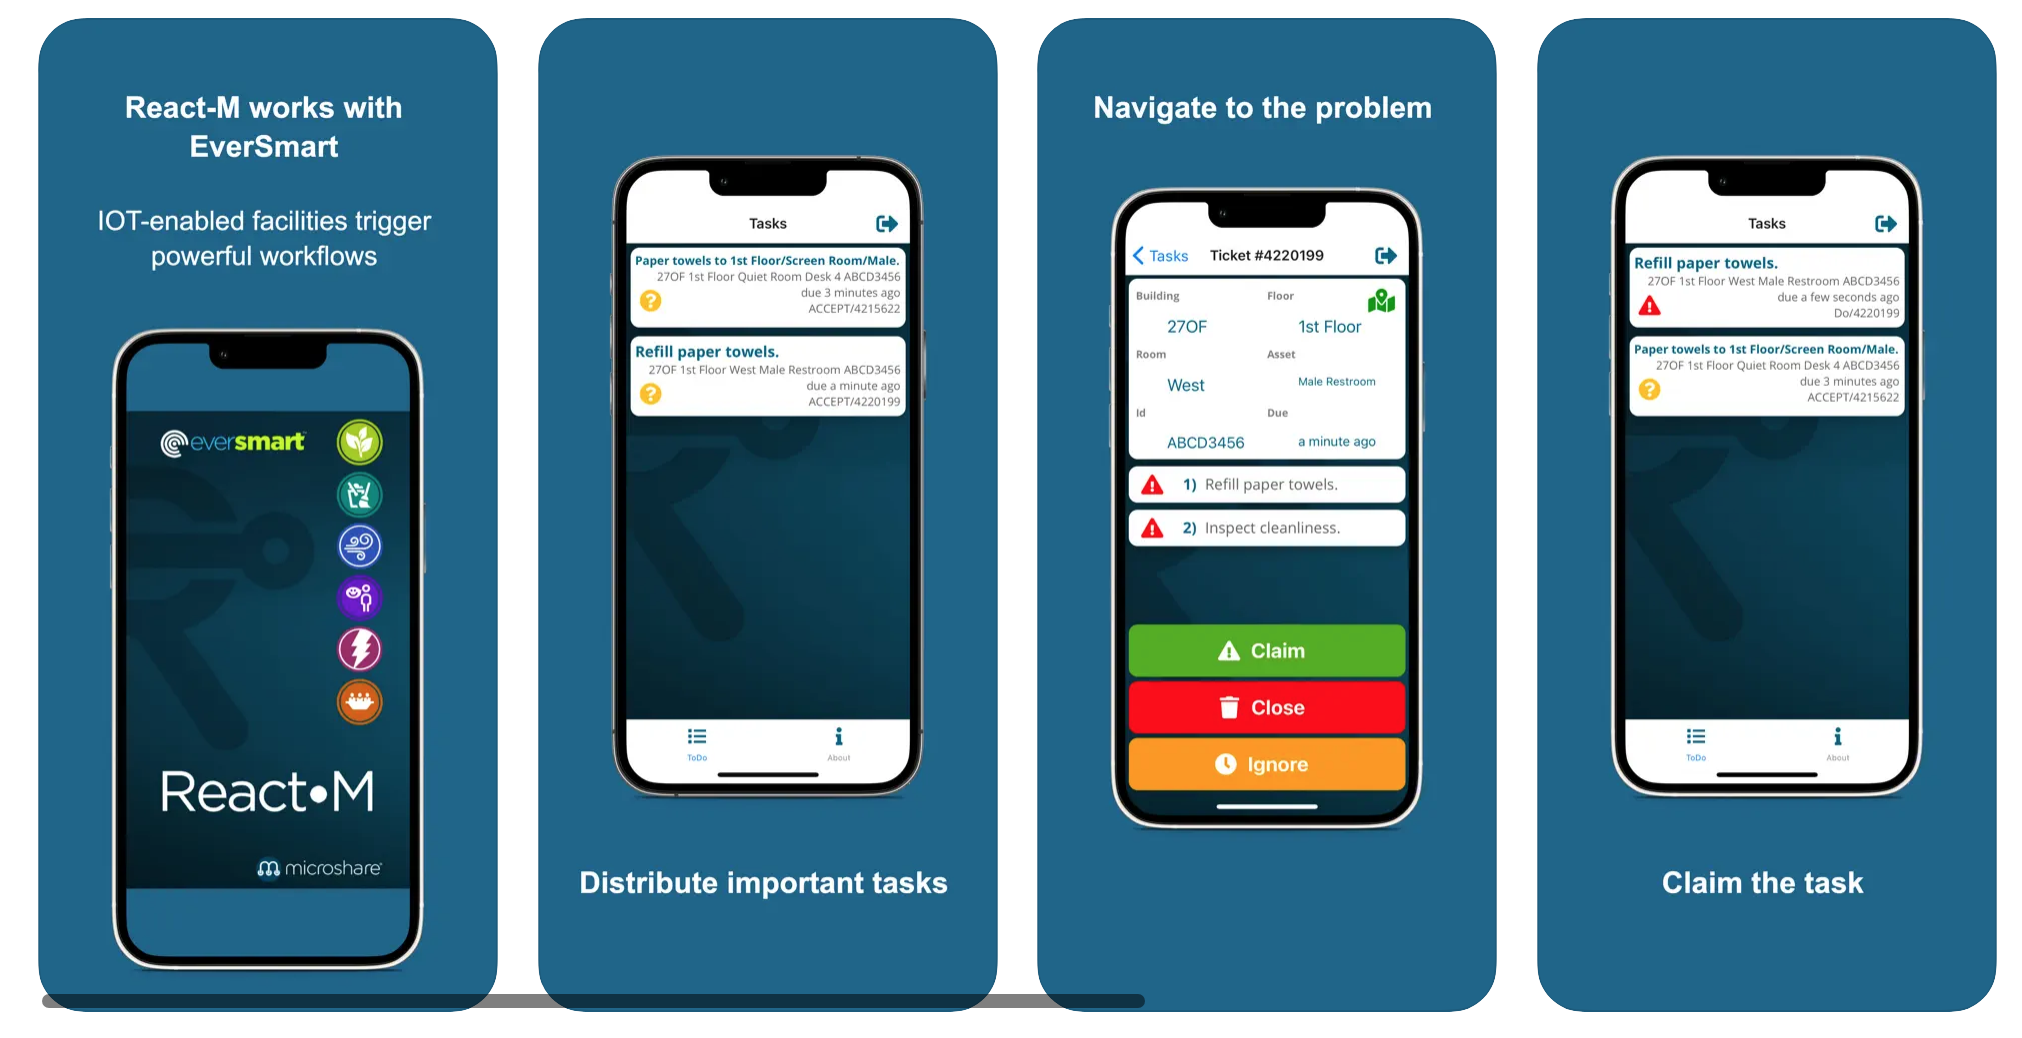 React-M works with
EverSmart
IOT-enabled facilities trigger
powerful workflows
eversmart
React•M
microshare
Tasks
Paper towels to 1st Floor/Screen Room/Male.
27OF 1st Floor Quiet Room Desk 4 ABCD3456
due 3 minutes ago
ACCEPT/4215622
Refill paper towels.
27OF 1st Floor West Male Restroom ABCD3456
due a minute ago
ACCEPT/4220199
ToDo
About
Distribute important tasks
Navigate to the problem
Tasks
Ticket #4220199
Building
Floor
27OF
1st Floor
Room
Asset
West
Male Restroom
Id
Due
ABCD3456
a minute ago
1) Refill paper towels.
2) Inspect cleanliness.
Claim
Close
Ignore
Tasks
Refill paper towels.
27OF 1st Floor West Male Restroom ABCD3456
due a few seconds ago
Do/4220199
Paper towels to 1st Floor/Screen Room/Male.
27OF 1st Floor Quiet Room Desk 4 ABCD3456
due 3 minutes ago
ACCEPT/4215622
ToDo
About
Claim the task